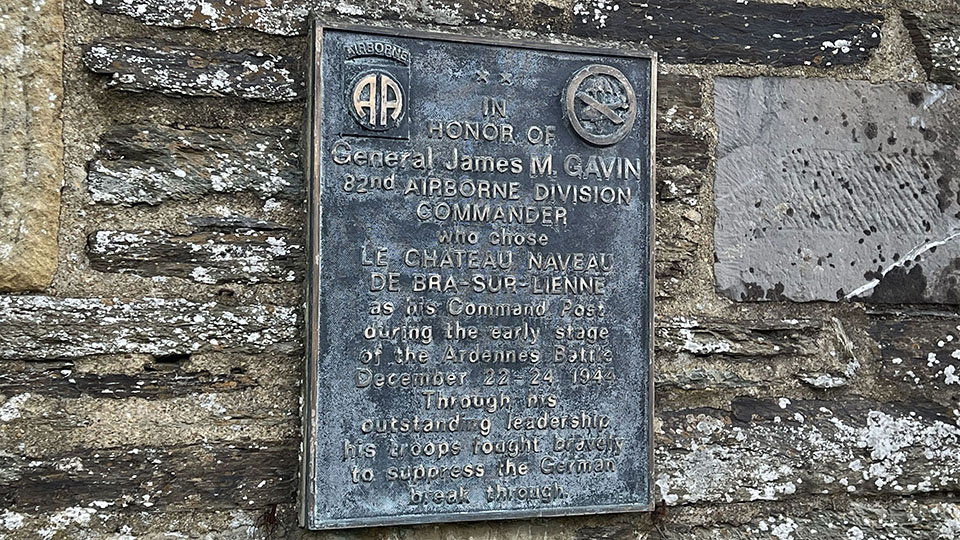 AIRBORNE
AA
IN
HONOR OF
General James M. GAVIN
82nd AIRBORNE DIVISION
COMMANDER
who chose
LE CHÂTEAU NAVEAU
DE BRA-SUR-LIENNE
as his Command Post
during the early stage
of the Ardennes Battle
December 22-24 1944
Through his
outstanding leadership
his troops fought bravely
to suppress the German
break through